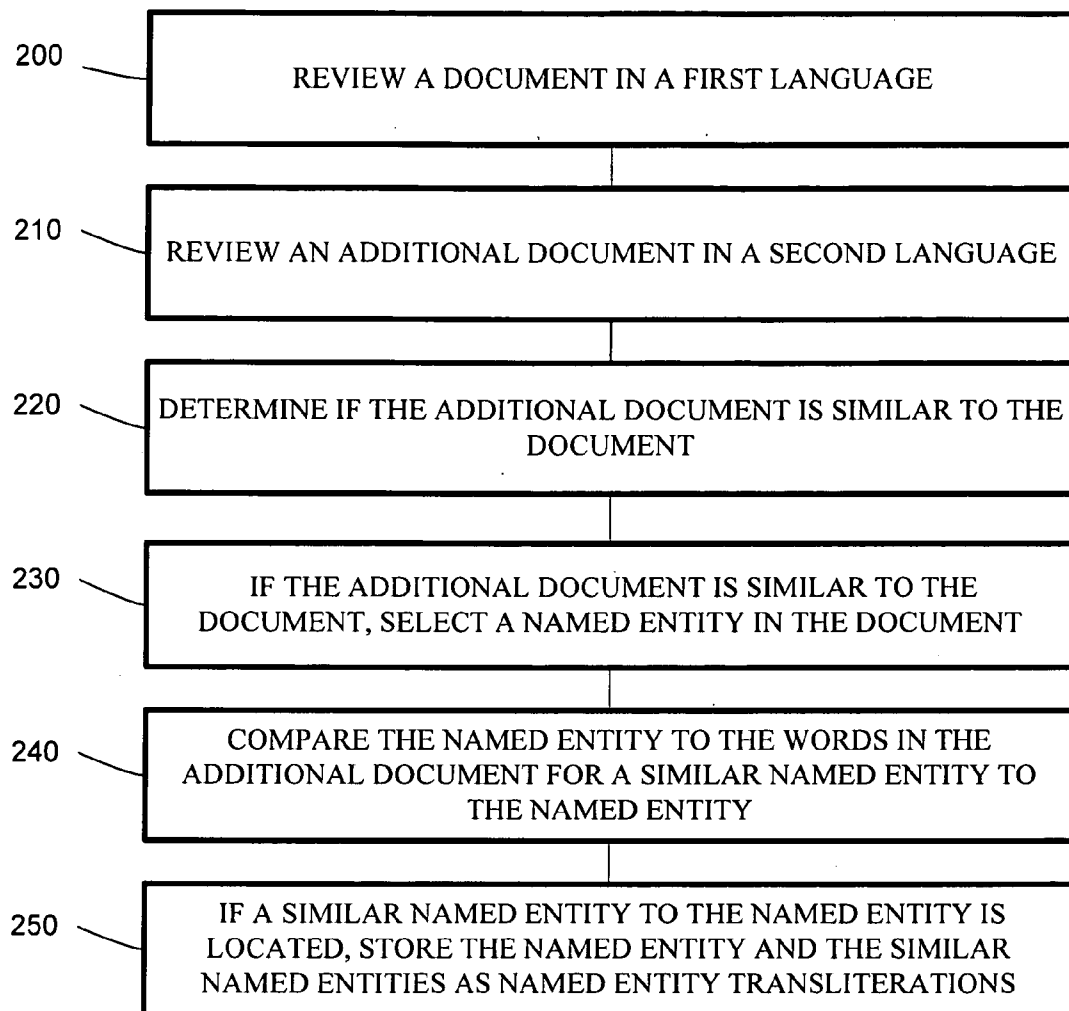 200
REVIEW A DOCUMENT IN A FIRST LANGUAGE
210
REVIEW AN ADDITIONAL DOCUMENT IN A SECOND LANGUAGE
220
DETERMINE IF THE ADDITIONAL DOCUMENT IS SIMILAR TO THE
DOCUMENT
230
IF THE ADDITIONAL DOCUMENT IS SIMILAR TO THE
DOCUMENT, SELECT A NAMED ENTITY IN THE DOCUMENT
240
COMPARE THE NAMED ENTITY TO THE WORDS IN THE
ADDITIONAL DOCUMENT FOR A SIMILAR NAMED ENTITY TO
THE NAMED ENTITY
250
IF A SIMILAR NAMED ENTITY TO THE NAMED ENTITY IS
LOCATED, STORE THE NAMED ENTITY AND THE SIMILAR
NAMED ENTITIES AS NAMED ENTITY TRANSLITERATIONS